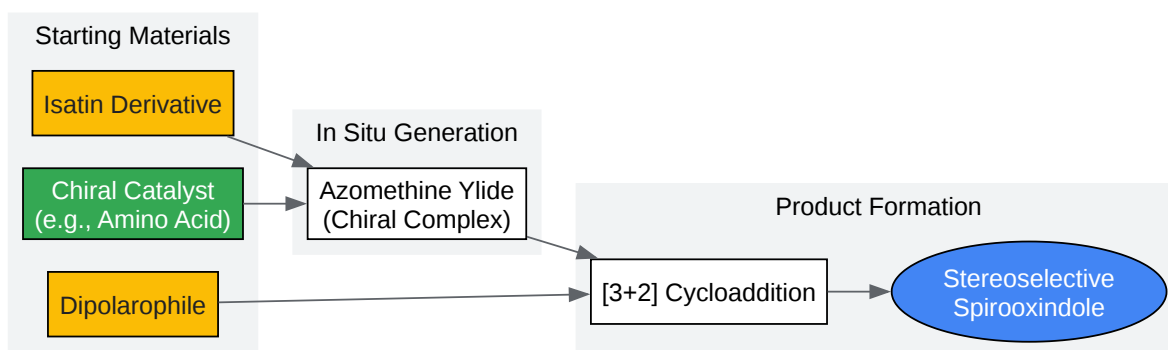 Starting Materials
Isatin Derivative
Chiral Catalyst
(e.g., Amino Acid)
Dipolarophile
In Situ Generation
Azomethine Ylide
(Chiral Complex)
Product Formation
[3+2] Cycloaddition
Stereoselective
Spirooxindole